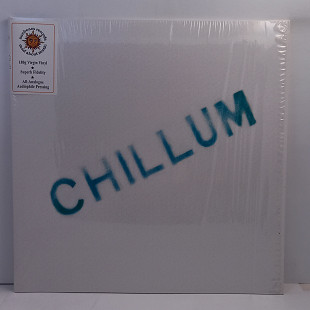 180g Virgin Vinyl
Superb Fidelity
All Analogue
Audiophile Pressing
CHILLUM